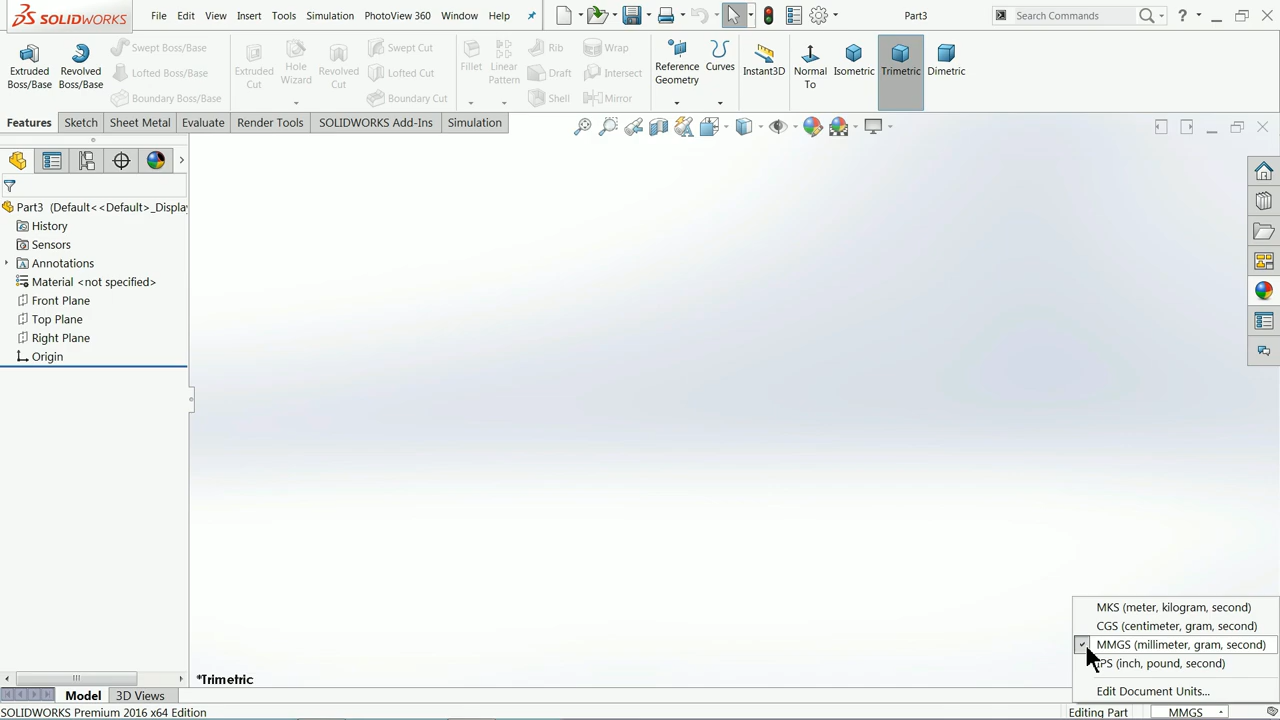 SOLIDWORKS File Edit View Insert Tools Simulation PhotoView 360 Window Help Part3 Search Commands ?
Extruded Boss/Base
Revolved Boss/Base
Swept Boss/Base
Lofted Boss/Base
Boundary Boss/Base
Extruded Cut
Hole Wizard
Revolved Cut
Swept Cut
Lofted Cut
Boundary Cut
Fillet
Linear Pattern
Rib
Draft
Shell
Wrap
Intersect
Mirror
Reference Geometry
Curves
Instant3D
Normal To
Isometric
Trimetric
Dimetric
Features Sketch Sheet Metal Evaluate Render Tools SOLIDWORKS Add-Ins Simulation
Part3 (Default<<Default>_Displa
History
Sensors
Annotations
Material <not specified>
Front Plane
Top Plane
Right Plane
Origin
MKS (meter, kilogram, second)
CGS (centimeter, gram, second)
MMGS (millimeter, gram, second)
PS (inch, pound, second)
Edit Document Units...
*Trimetric
Model 3D Views
SOLIDWORKS Premium 2016 x64 Edition Editing Part MMGS